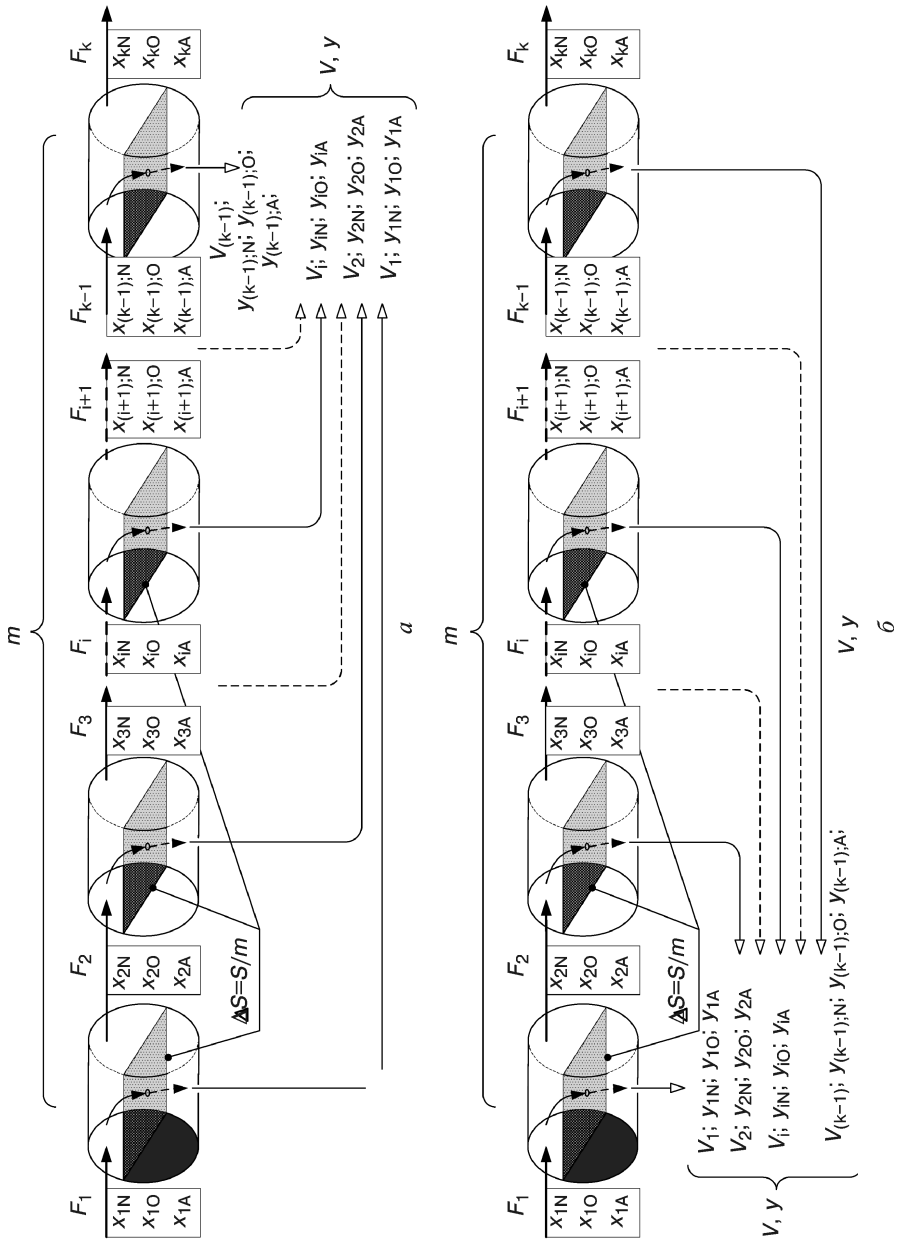 m
F₁
x₁N
x₁O
x₁A
F₂
x₂N
x₂O
x₂A
F₃
x₃N
x₃O
x₃A
Fᵢ
xᵢN
xᵢO
xᵢA
Fᵢ₊₁
x(i+1);N
x(i+1);O
x(i+1);A
Fk–1
x(k–1);N
x(k–1);O
x(k–1);A
Fk
xkN
xkO
xkA
ΔS=S/m
V(k–1);
y(k–1);N; y(k–1);O;
y(k–1);A;
Vᵢ; yᵢN; yᵢO; yᵢA
V₂; y₂N; y₂O; y₂A
V₁; y₁N; y₁O; y₁A
V, y
а
m
F₁
x₁N
x₁O
x₁A
F₂
x₂N
x₂O
x₂A
F₃
x₃N
x₃O
x₃A
Fᵢ
xᵢN
xᵢO
xᵢA
Fᵢ₊₁
x(i+1);N
x(i+1);O
x(i+1);A
Fk–1
x(k–1);N
x(k–1);O
x(k–1);A
Fk
xkN
xkO
xkA
ΔS=S/m
V₁; y₁N; y₁O; y₁A
V₂; y₂N; y₂O; y₂A
Vᵢ; yᵢN; yᵢO; yᵢA
V(k–1); y(k–1);N; y(k–1);O; y(k–1);A;
V, y
V, y
б